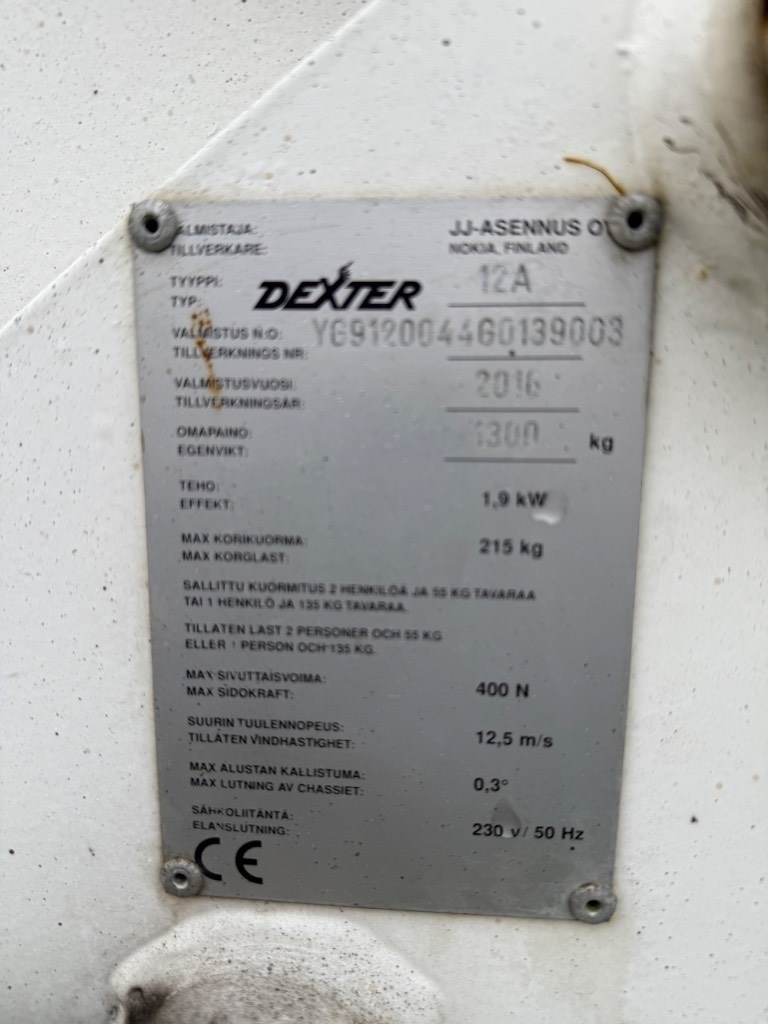 VALMISTAJA: JJ-ASENNUS OY
TILLVERKARE: NOKIA, FINLAND
TYYPPI: DEXTER 12A
TYP:
VALMISTUS N:O: YG912004460139003
TILLVERKNINGS NR:
VALMISTUSVUOSI: 2016
TILLVERKNINGSÅR:
OMAPAINO: 1300 kg
EGENVIKT:
TEHO: 1,9 kW
EFFEKT:
MAX KORIKUORMA: 215 kg
MAX KORGLAST:
SALLITTU KUORMITUS 2 HENKILÖÄ JA 55 KG TAVARAA
TAI 1 HENKILÖ JA 135 KG TAVARAA
TILLÅTEN LAST 2 PERSONER OCH 55 KG
ELLER 1 PERSON OCH 135 KG.
MAX SIVUTTAISVOIMA: 400 N
MAX SIDOKRAFT:
SUURIN TUULENNOPEUS: 12,5 m/s
TILLÅTEN VINDHASTIGHET:
MAX ALUSTAN KALLISTUMA: 0,3°
MAX LUTNING AV CHASSIET:
SÄHKÖLIITÄNTÄ: 230 v/ 50 Hz
ELANSLUTNING:
CE